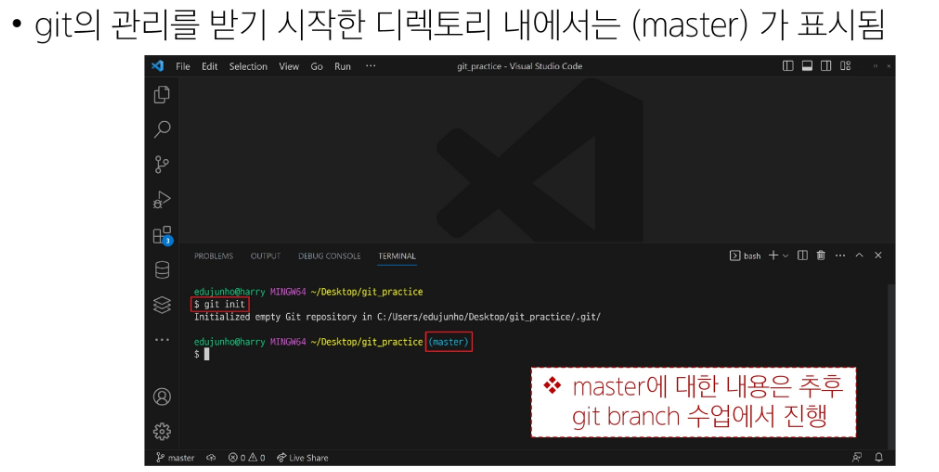 • git의 관리를 받기 시작한 디렉토리 내에서는 (master) 가 표시됨
File Edit Selection View Go Run ··· git_practice - Visual Studio Code
PROBLEMS OUTPUT DEBUG CONSOLE TERMINAL bash
edujunho@harry MINGW64 ~/Desktop/git_practice
$ git init
Initialized empty Git repository in C:/Users/edujunho/Desktop/git_practice/.git/
edujunho@harry MINGW64 ~/Desktop/git_practice (master)
$
❖ master에 대한 내용은 추후
git branch 수업에서 진행
master 0 0 Live Share